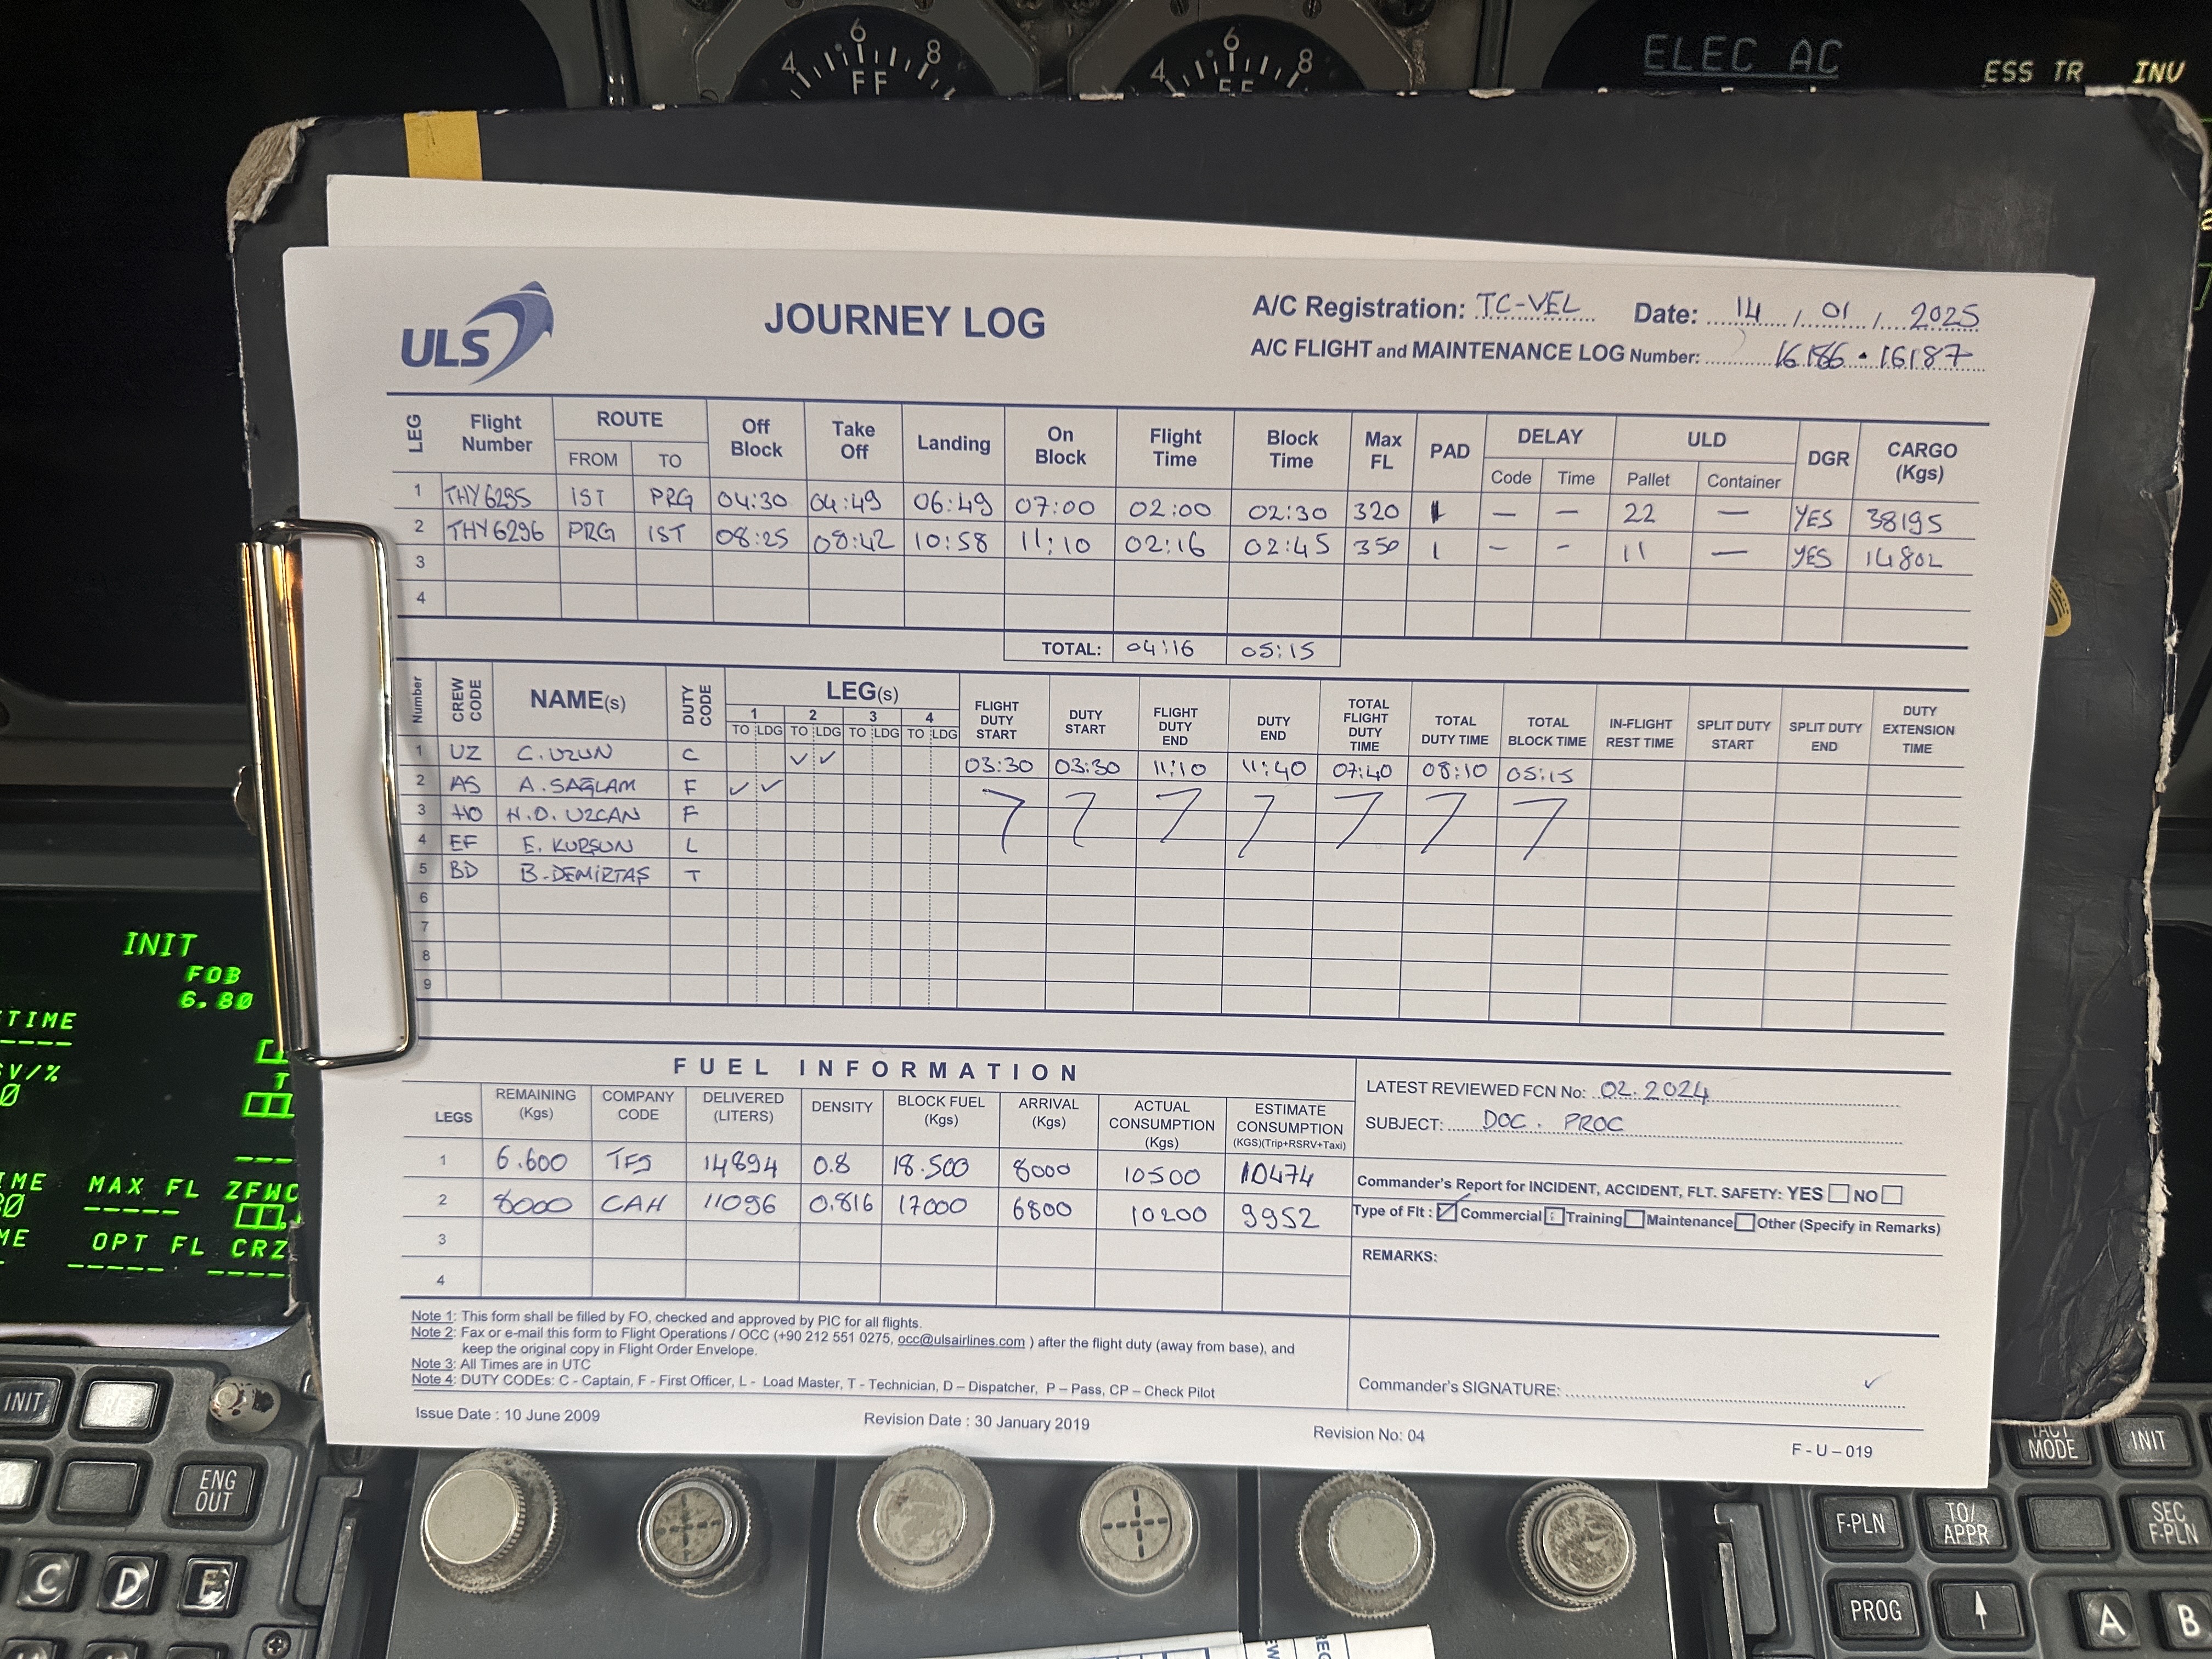 4 6 8
FF
4 6 8
FF
ELEC AC
ESS TR INV
ULS
JOURNEY LOG
A/C Registration: TC-VEL Date: 14 / 01 / 2025
A/C FLIGHT and MAINTENANCE LOG Number: 16186 - 16187
LEG Flight Number ROUTE Off Block Take Off Landing On Block Flight Time Block Time Max FL PAD DELAY ULD DGR CARGO (Kgs)
FROM TO Code Time Pallet Container
1 THY6295 IST PRG 04:30 04:49 06:49 07:00 02:00 02:30 320 1 — — 22 — YES 38195
2 THY6296 PRG IST 08:25 08:42 10:58 11:10 02:16 02:45 350 1 — — 11 — YES 14802
3
4
TOTAL: 04:16 05:15
Number CREW CODE NAME(s) DUTY CODE LEG(s) FLIGHT DUTY START DUTY START FLIGHT DUTY END DUTY END TOTAL FLIGHT DUTY TIME TOTAL DUTY TIME TOTAL BLOCK TIME IN-FLIGHT REST TIME SPLIT DUTY START SPLIT DUTY END DUTY EXTENSION TIME
1 2 3 4
TO LDG TO LDG TO LDG TO LDG
1 UZ C. UZUN C ✓ ✓ 03:30 03:30 11:10 11:40 07:40 08:10 05:15
2 AS A. SAĞLAM F ✓ ✓
3 HO H.O. UZCAN F
4 EF E. KURŞUN L
5 BD B. DEMİRTAŞ T
6
7
8
9
FUEL INFORMATION
LEGS REMAINING (Kgs) COMPANY CODE DELIVERED (LITERS) DENSITY BLOCK FUEL (Kgs) ARRIVAL (Kgs) ACTUAL CONSUMPTION (Kgs) ESTIMATE CONSUMPTION (KGS)(Trip+RSRV+Taxi)
1 6.600 TFS 14894 0.8 18.500 8000 10500 10474
2 8000 CAH 11096 0.816 17000 6800 10200 9952
3
4
LATEST REVIEWED FCN No: 02.2024
SUBJECT: DOC. PROC
Commander's Report for INCIDENT, ACCIDENT, FLT. SAFETY: YES NO
Type of Flt : Commercial Training Maintenance Other (Specify in Remarks)
REMARKS:
Commander's SIGNATURE:
Note 1: This form shall be filled by FO, checked and approved by PIC for all flights.
Note 2: Fax or e-mail this form to Flight Operations / OCC (+90 212 551 0275, occ@ulsairlines.com ) after the flight duty (away from base), and
keep the original copy in Flight Order Envelope.
Note 3: All Times are in UTC
Note 4: DUTY CODEs: C - Captain, F - First Officer, L - Load Master, T - Technician, D – Dispatcher, P – Pass, CP – Check Pilot
Issue Date : 10 June 2009 Revision Date : 30 January 2019 Revision No: 04 F - U – 019
INIT
FOB
6.80
TIME
MAX FL ZFWC
OPT FL CRZ
INIT
ENG OUT
C D E
MODE
INIT
F-PLN
TO/ APPR
SEC F-PLN
PROG
A B